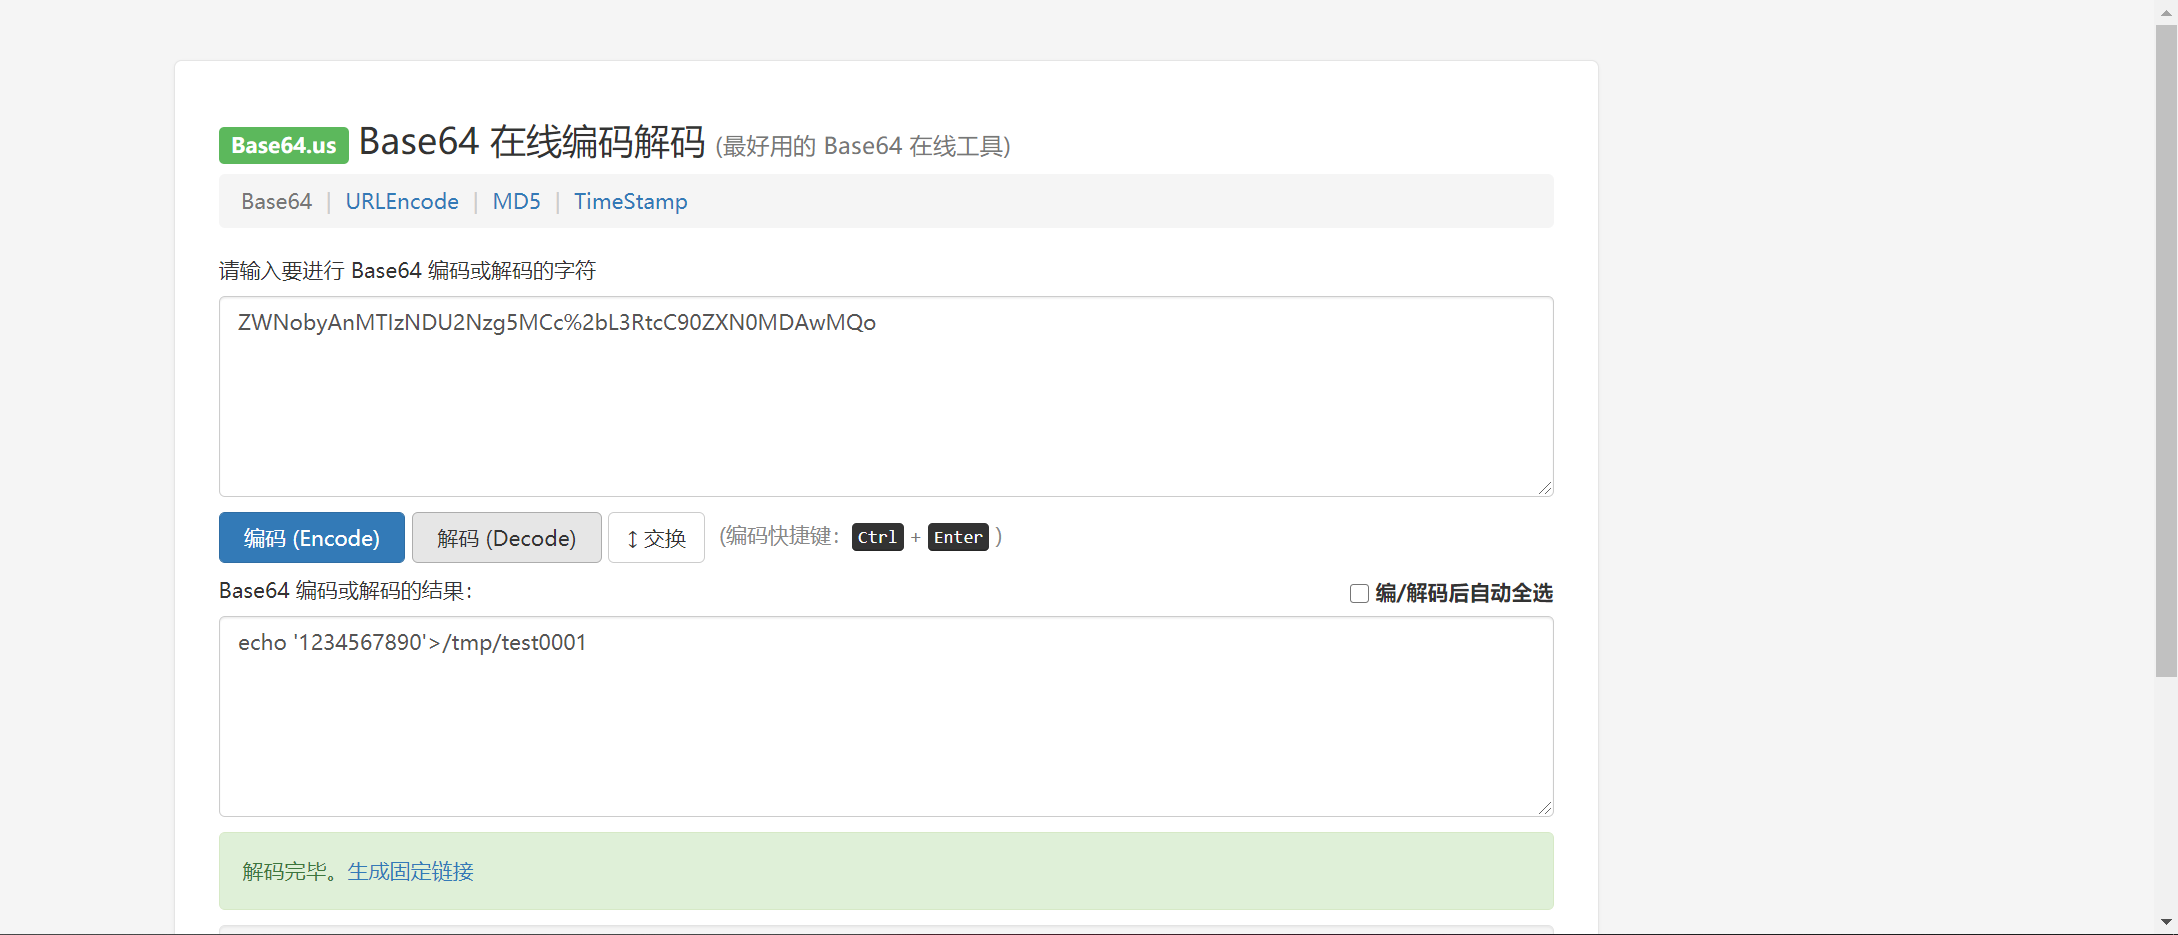 Base64.us Base64 在线编码解码 (最好用的 Base64 在线工具)
Base64 | URLEncode | MD5 | TimeStamp
请输入要进行 Base64 编码或解码的字符
ZWNobyAnMTIzNDU2Nzg5MCc%2bL3RtcC90ZXN0MDAwMQo
编码 (Encode) 解码 (Decode) ↕ 交换 (编码快捷键： Ctrl + Enter )
Base64 编码或解码的结果： 编/解码后自动全选
echo '1234567890'>/tmp/test0001
解码完毕。生成固定链接